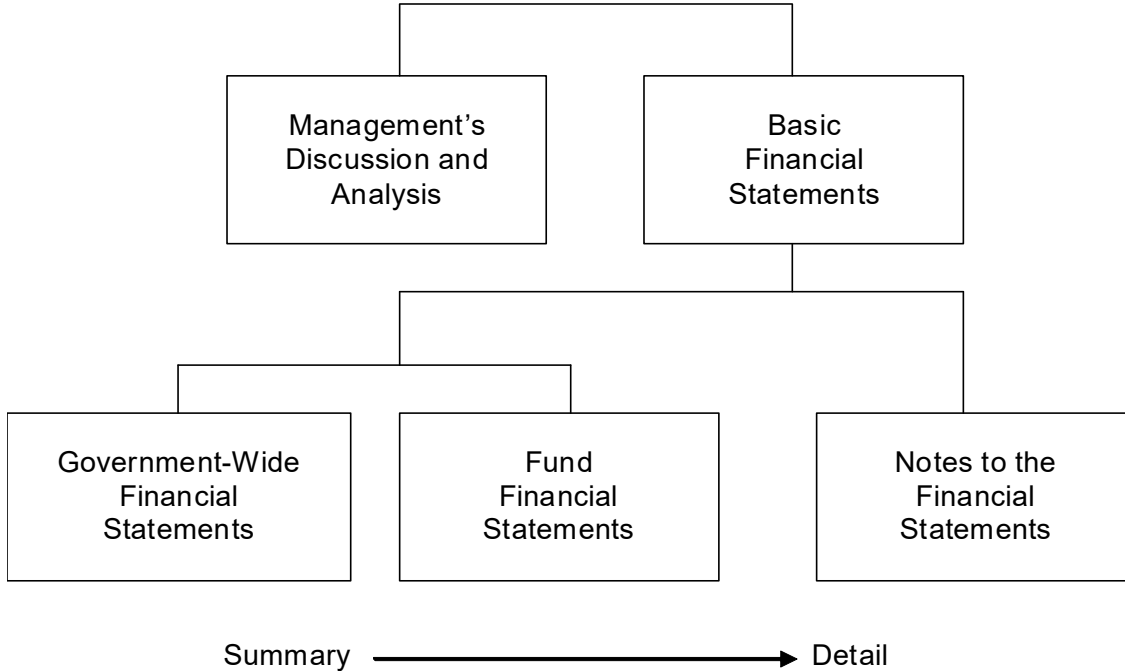 Management’s
Discussion and
Analysis
Basic
Financial
Statements
Government-Wide
Financial
Statements
Fund
Financial
Statements
Notes to the
Financial
Statements
Summary
Detail